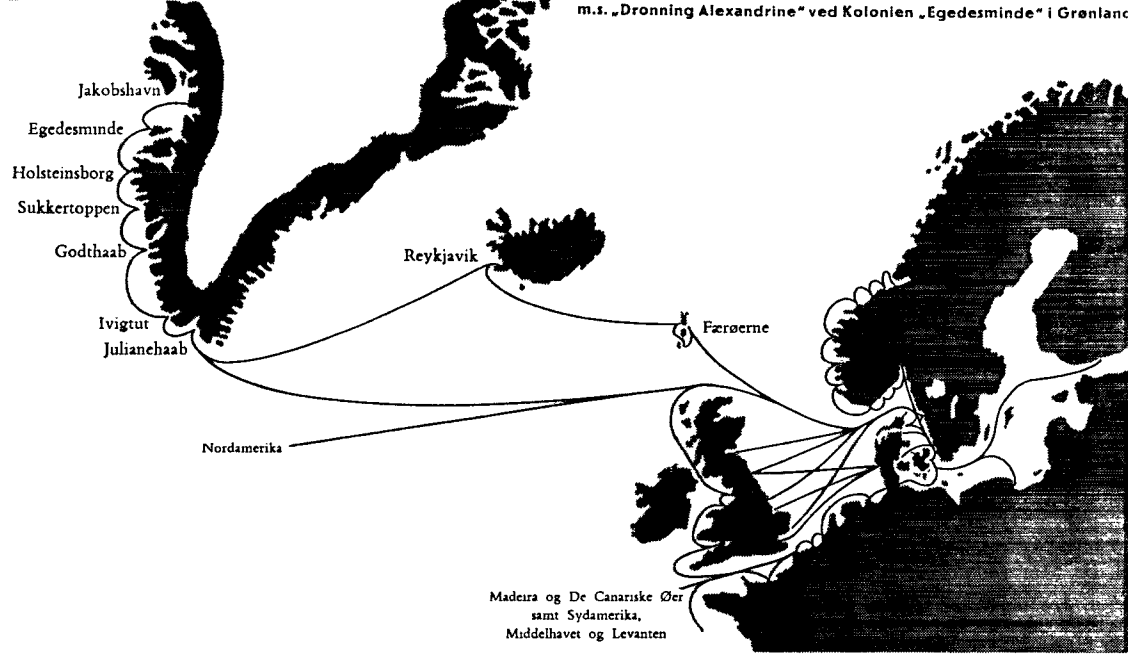 m.s. „Dronning Alexandrine“ ved Kolonien „Egedesminde“ i Grønland
Jakobshavn
Egedesminde
Holsteinsborg
Sukkertoppen
Godthaab
Reykjavik
Ivigtut
Færøerne
Julianehaab
Nordamerika
Madeira og De Canariske Øer
samt Sydamerika,
Middelhavet og Levanten